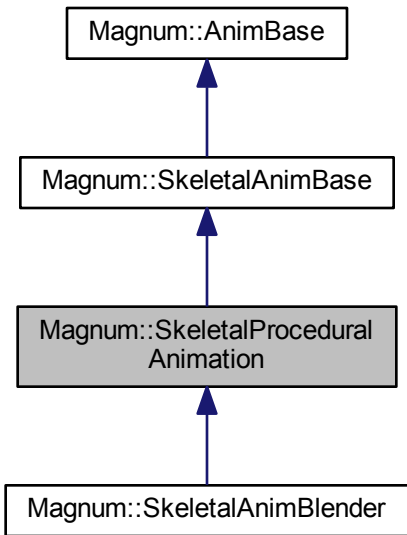 Magnum::AnimBase
Magnum::SkeletalAnimBase
Magnum::SkeletalProcedural
Animation
Magnum::SkeletalAnimBlender